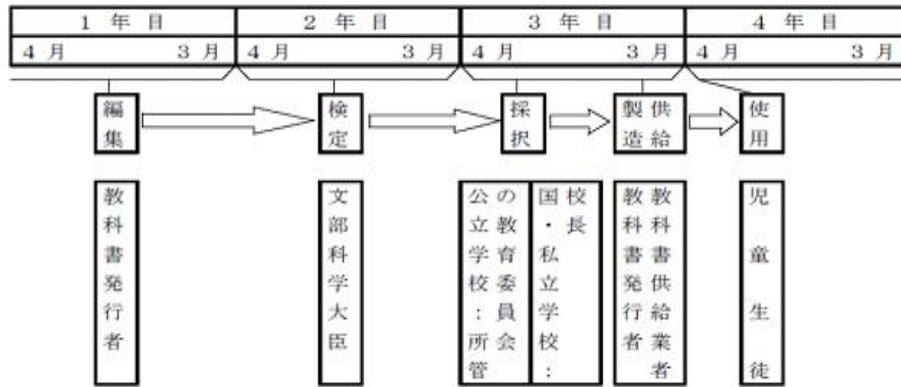 1年目
2年目
3年目
4年目
4月 3月
4月 3月
4月 3月
4月 3月
編集
検定
採択
製造
供給
使用
教科書発行者
文部科学大臣
公立学校：所管
の教育委員会
国・私立学校：
校長
教科書発行者
教科書供給業者
児童生徒